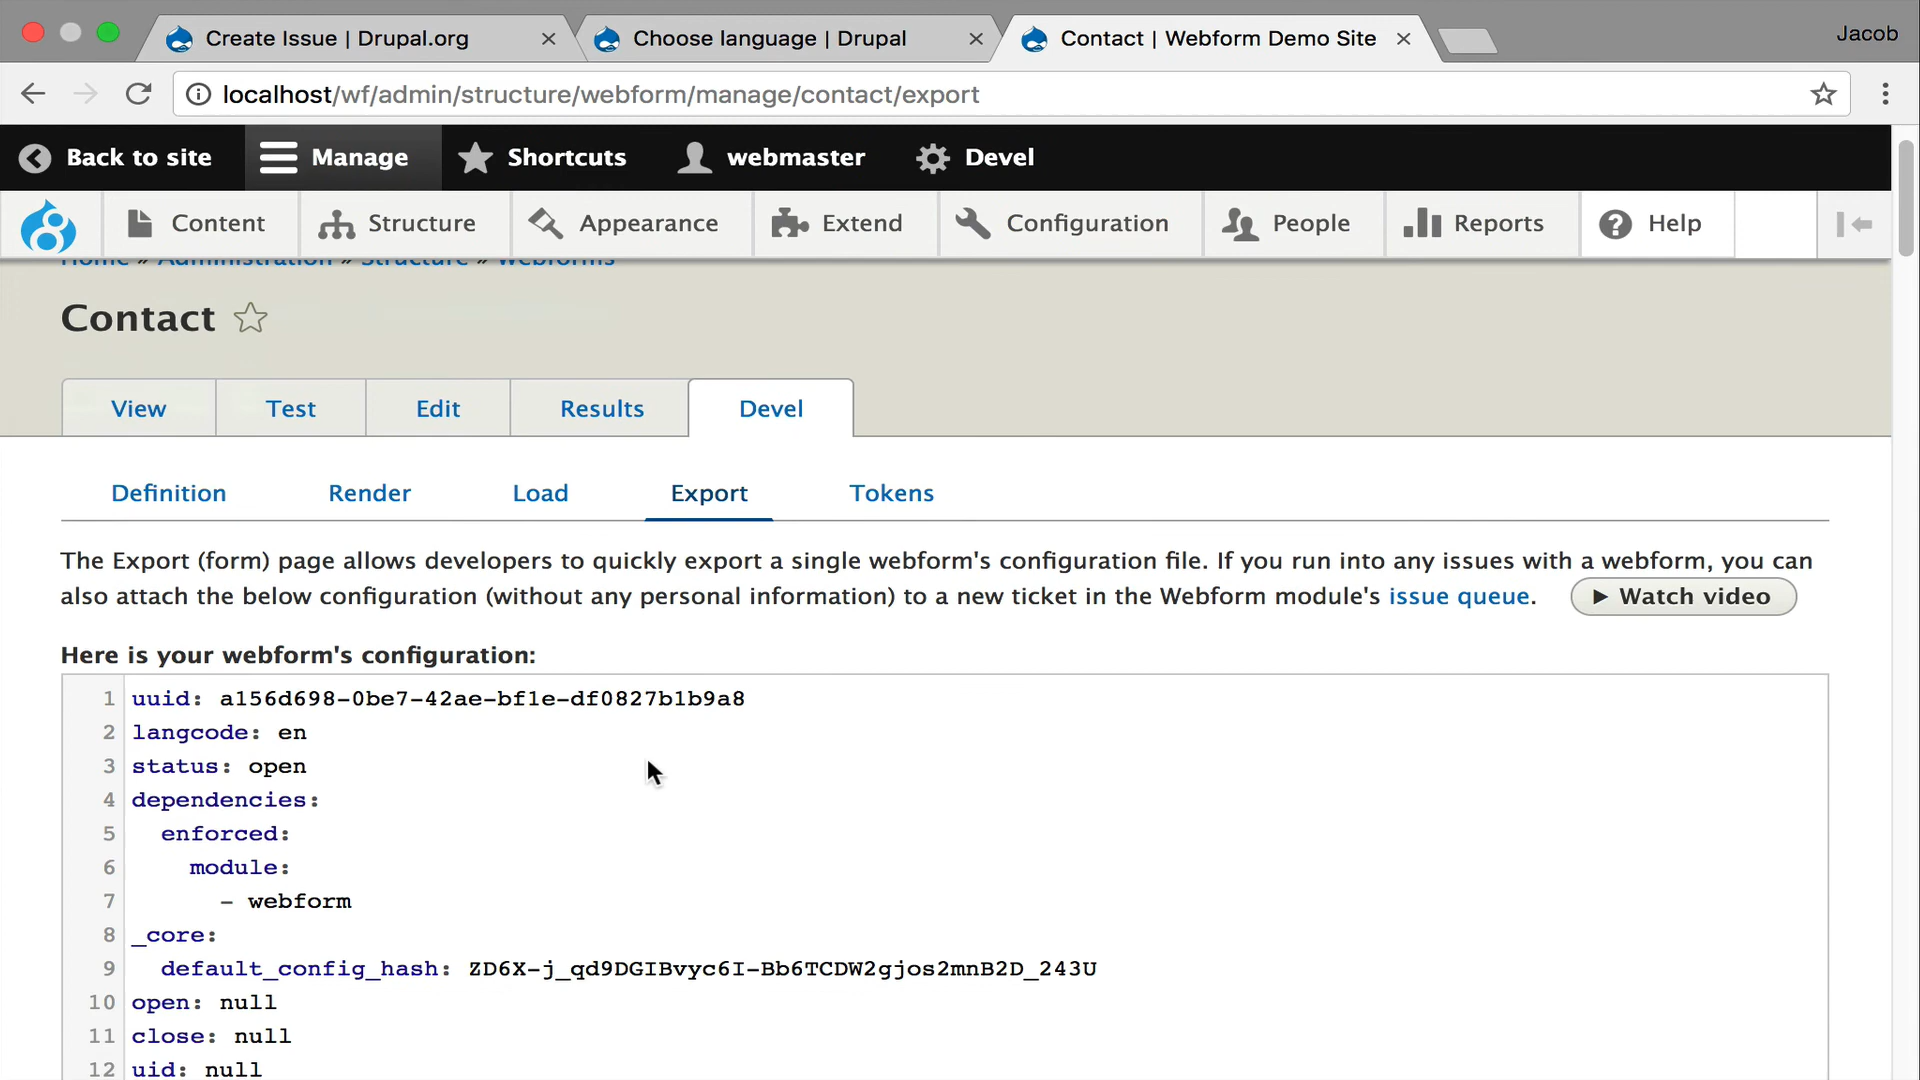 Create Issue | Drupal.org
Choose language | Drupal
Contact | Webform Demo Site
Jacob
localhost/wf/admin/structure/webform/manage/contact/export
Back to site
Manage
Shortcuts
webmaster
Devel
Content
Structure
Appearance
Extend
Configuration
People
Reports
Help
Home » Administration » Structure » Webforms
Contact
View
Test
Edit
Results
Devel
Definition
Render
Load
Export
Tokens
The Export (form) page allows developers to quickly export a single webform's configuration file. If you run into any issues with a webform, you can
also attach the below configuration (without any personal information) to a new ticket in the Webform module's issue queue.
Watch video
Here is your webform's configuration:
1 uuid: a156d698-0be7-42ae-bf1e-df0827b1b9a8
2 langcode: en
3 status: open
4 dependencies:
5 enforced:
6 module:
7 - webform
8 _core:
9 default_config_hash: ZD6X-j_qd9DGIBvyc6I-Bb6TCDW2gjos2mnB2D_243U
10 open: null
11 close: null
12 uid: null